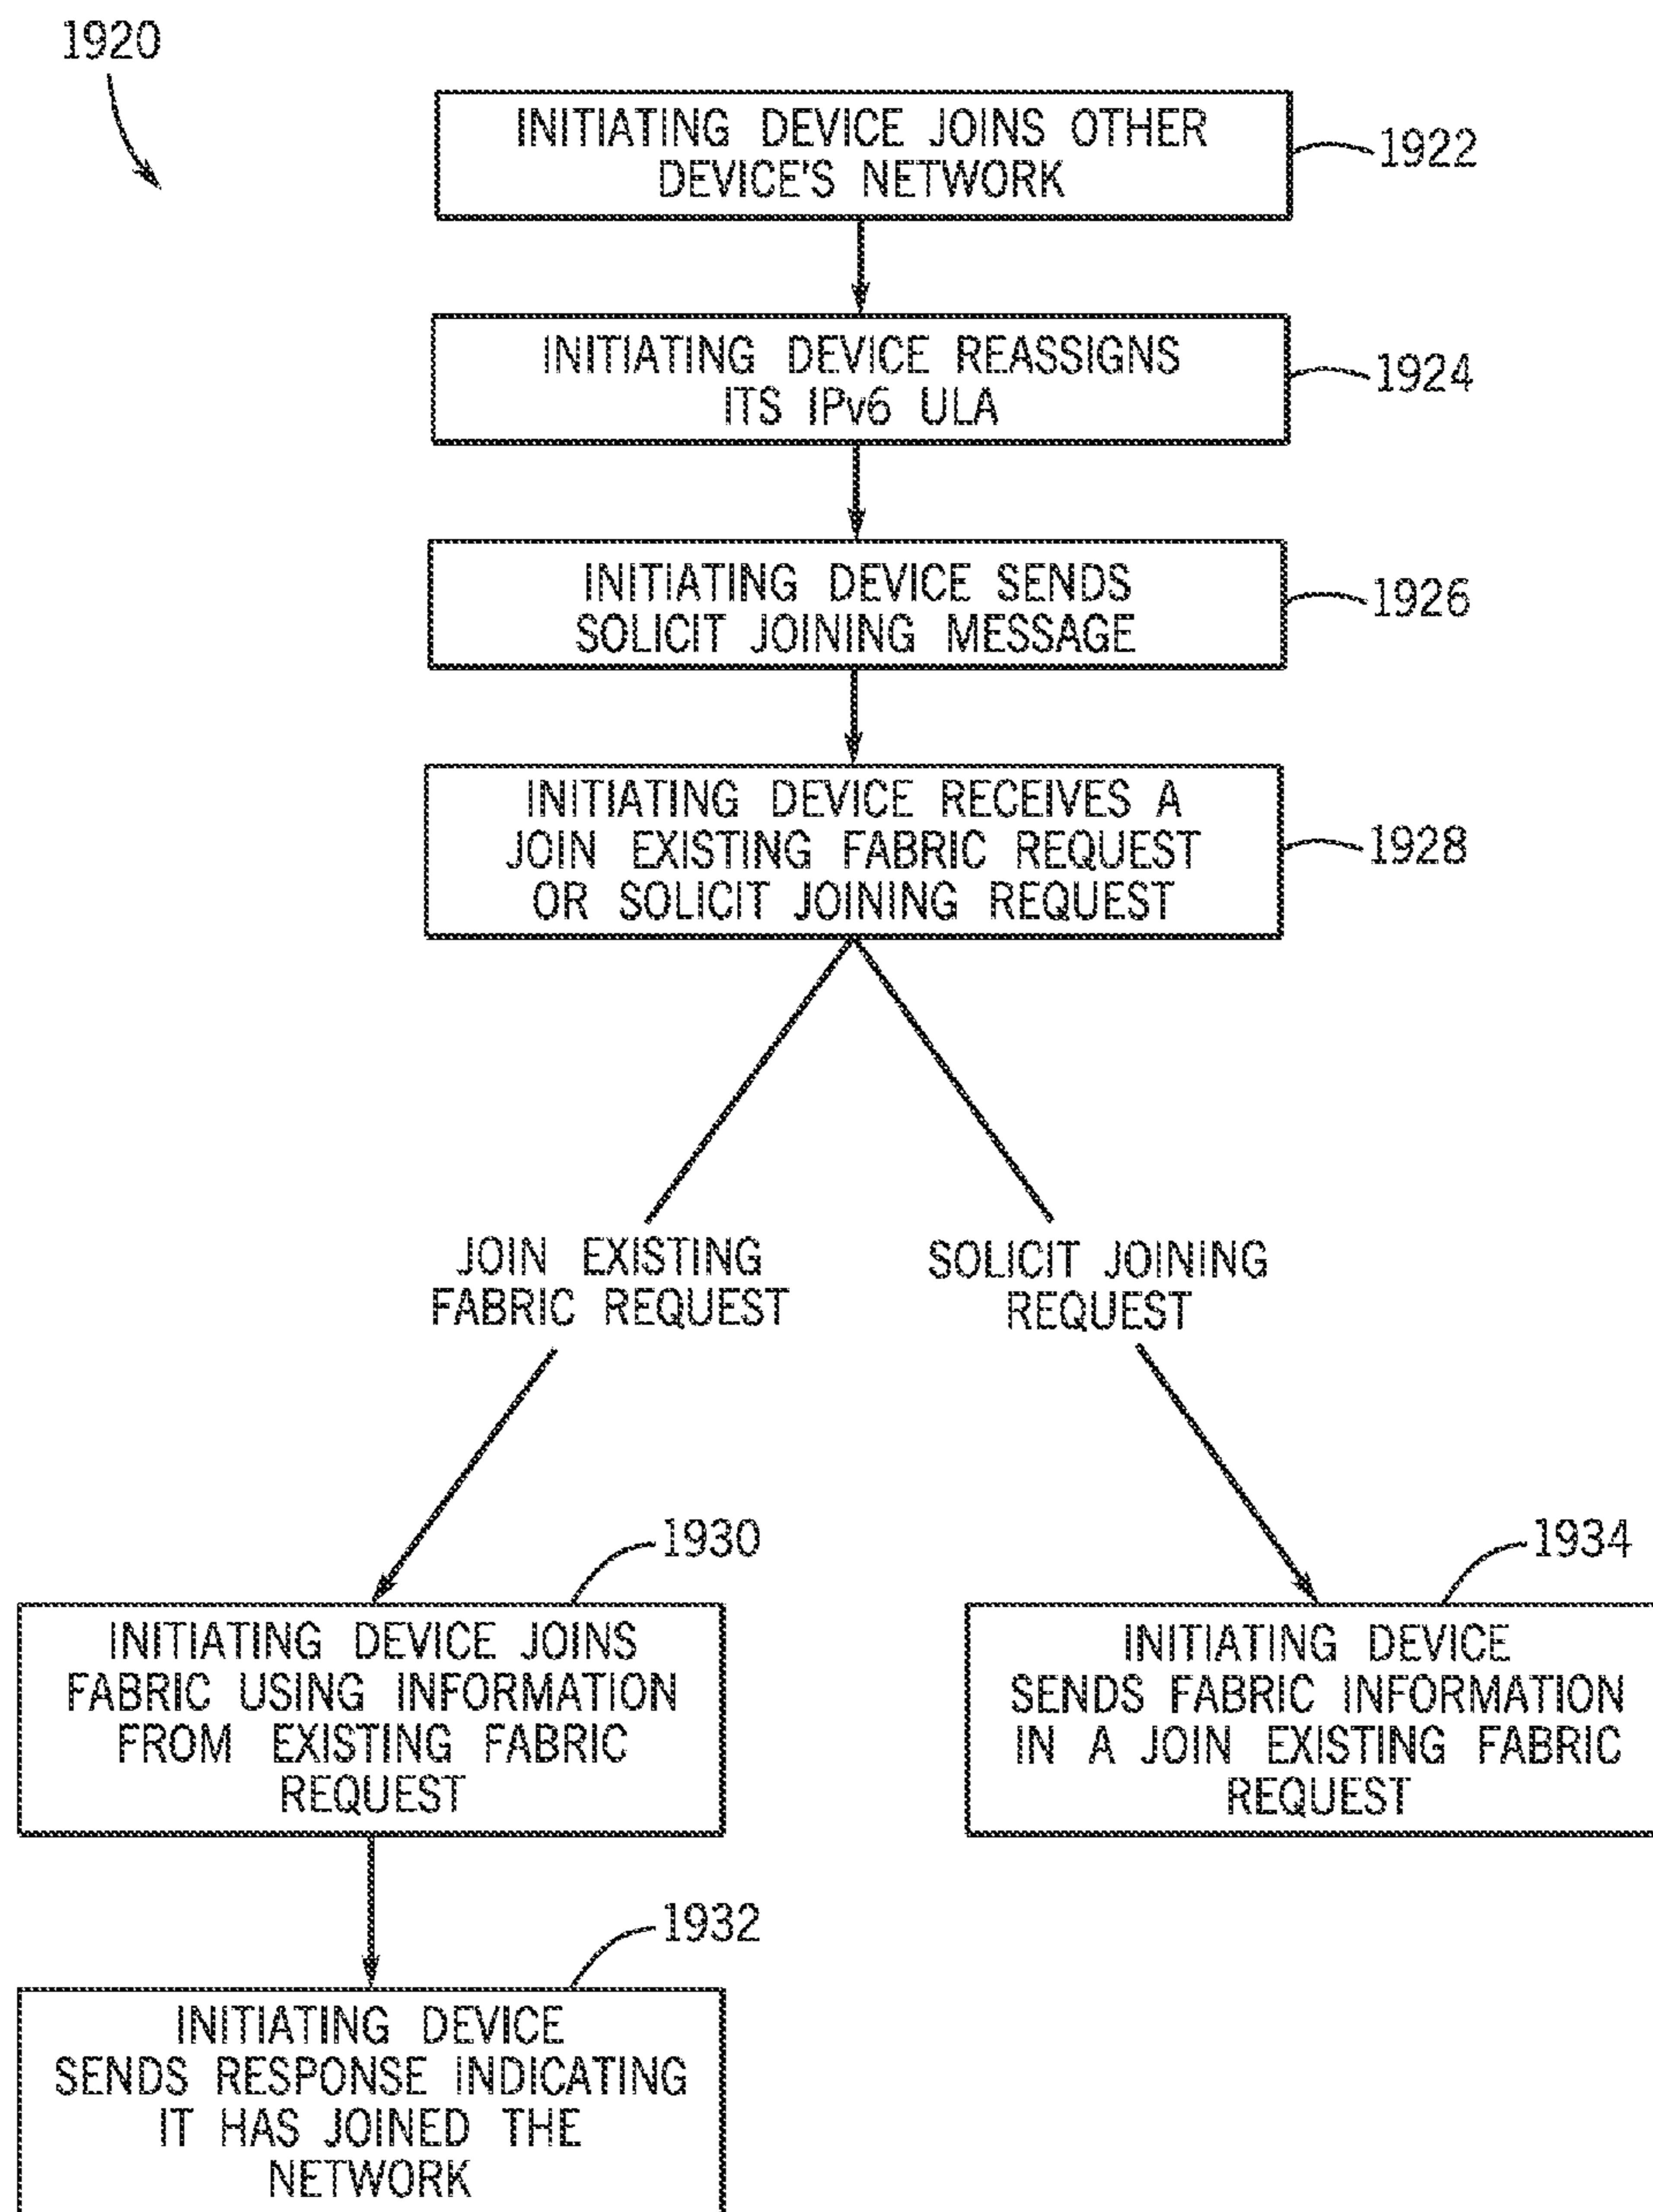 1920
INITIATING DEVICE JOINS OTHER
DEVICE'S NETWORK
1922
INITIATING DEVICE REASSIGNS
ITS IPv6 ULA
1924
INITIATING DEVICE SENDS
SOLICIT JOINING MESSAGE
1926
INITIATING DEVICE RECEIVES A
JOIN EXISTING FABRIC REQUEST
OR SOLICIT JOINING REQUEST
1928
JOIN EXISTING
FABRIC REQUEST
SOLICIT JOINING
REQUEST
1930
INITIATING DEVICE JOINS
FABRIC USING INFORMATION
FROM EXISTING FABRIC
REQUEST
1934
INITIATING DEVICE
SENDS FABRIC INFORMATION
IN A JOIN EXISTING FABRIC
REQUEST
1932
INITIATING DEVICE
SENDS RESPONSE INDICATING
IT HAS JOINED THE
NETWORK